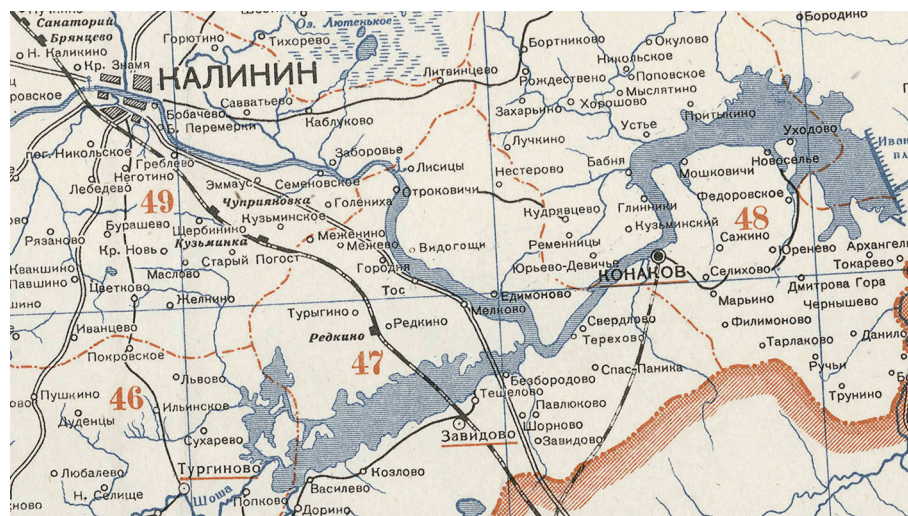 Санаторий
Брянцево
Н. Каликино
Кр. Знамя
Горютино
Тихорево
Оз. Лютенькое
Бородино
Бортниково
Окулово
Никольское
Литвинцево
Рождествено
Поповское
Мыслятино
КАЛИНИН
Савватьево
Захарьино
Хорошово
Притыкино
Бобачево
Б. Перемерки
Каблуково
Устье
Уходово
Лучкино
Никольское
Греблево
Заборовье
Лисицы
Нестерово
Бабня
Новоселье
Мошковичи
Неготино
Лебедево
Эммаус
Семеновское
Отроковичи
49
Чуприяновка
Голениха
Глинники
Федоровское
48
Кудрявцево
Кузьминское
Кузьминский
Бурашево
Щербинино
Рязаново
Кузьминка
Меженино
Межево
Видогощи
Ременницы
Сажино
Кр. Новь
Старый Погост
Юренево
Архангель
Токарево
Юрьево-Девичье
Квакшино
Маслово
Городня
КОНАКОВ
Селихово
Цветково
Дмитрова Гора
Тос
Едимоново
Желнино
Марьино
Чернышево
Турыгино
Мелково
Свердлово
Филимоново
Иванцево
Редкино
Редкино
Терехово
Тарлаково
Данило
Покровское
47
Ручьи
Спас-Паника
Львово
Безбородово
Тешелово
Трунино
Пушкино
46
Ильинское
Павлюково
Дуденцы
Шорново
Сухарево
Завидово
Завидово
Тургиново
Любалево
Козлово
Н. Селище
Шоша
Василево
Попково
Дорино